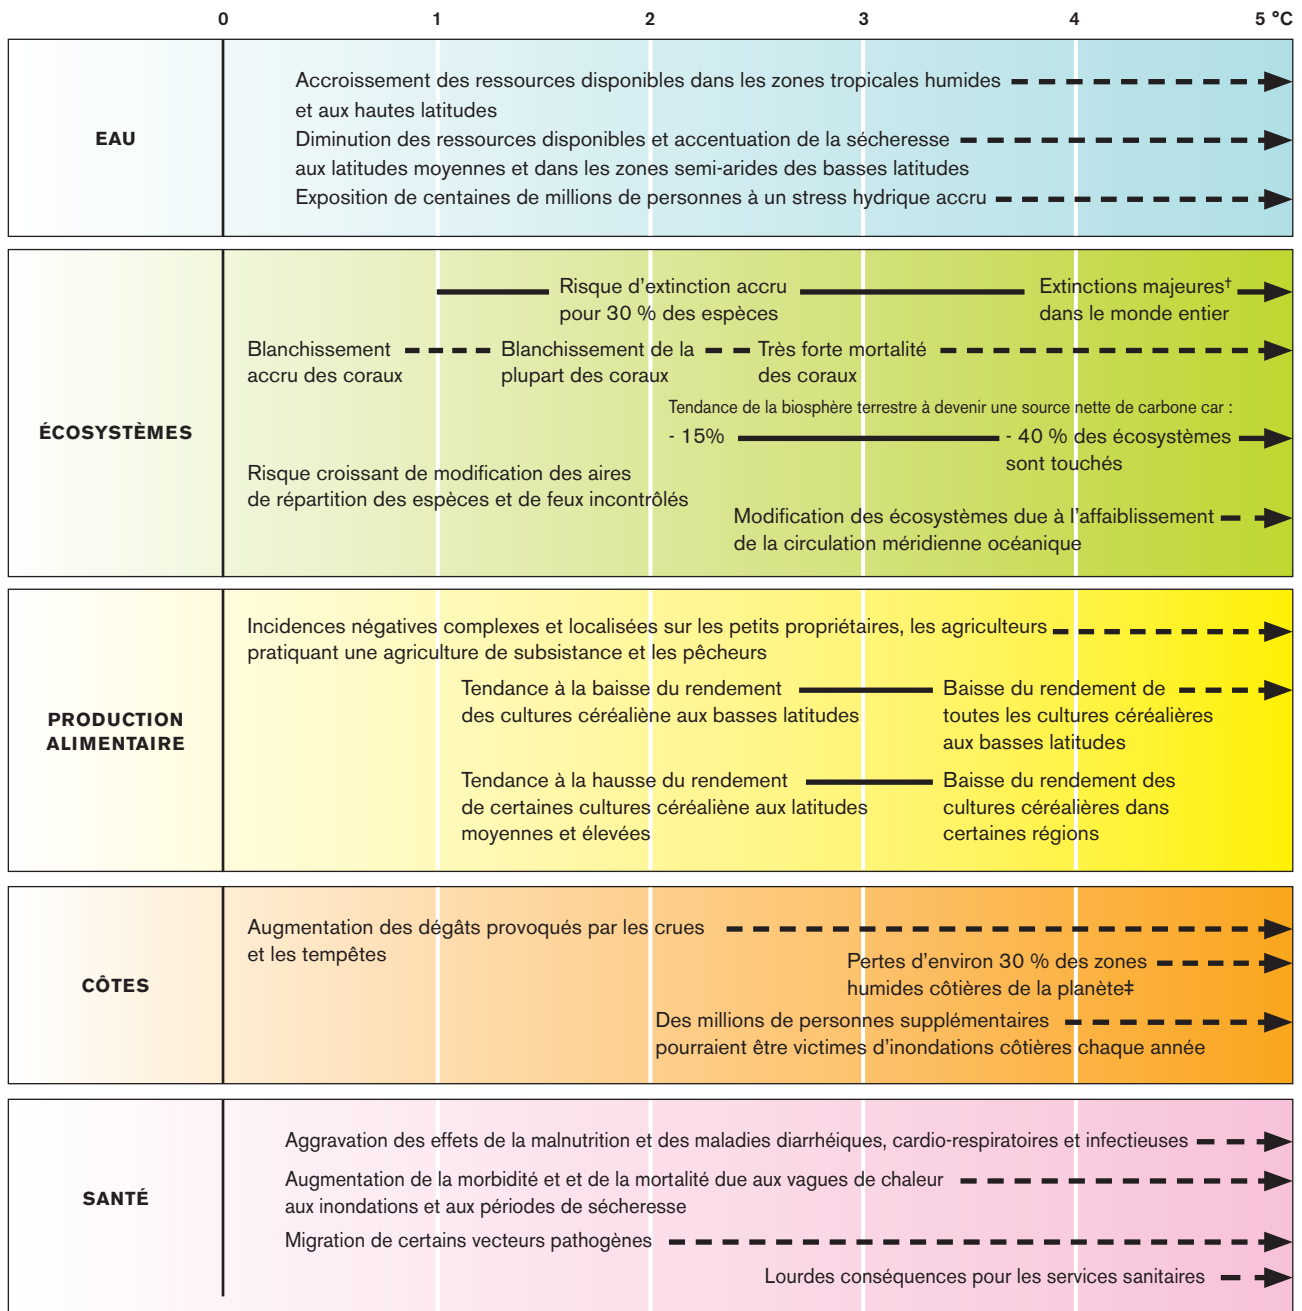 0 1 2 3 4 5 °C
EAU
Accroissement des ressources disponibles dans les zones tropicales humides
et aux hautes latitudes
Diminution des ressources disponibles et accentuation de la sécheresse
aux latitudes moyennes et dans les zones semi-arides des basses latitudes
Exposition de centaines de millions de personnes à un stress hydrique accru
ÉCOSYSTÈMES
Risque d'extinction accru
pour 30 % des espèces
Extinctions majeures†
dans le monde entier
Blanchissement
accru des coraux
Blanchissement de la
plupart des coraux
Très forte mortalité
des coraux
Tendance de la biosphère terrestre à devenir une source nette de carbone car :
- 15%
- 40 % des écosystèmes
sont touchés
Risque croissant de modification des aires
de répartition des espèces et de feux incontrôlés
Modification des écosystèmes due à l'affaiblissement
de la circulation méridienne océanique
PRODUCTION
ALIMENTAIRE
Incidences négatives complexes et localisées sur les petits propriétaires, les agriculteurs
pratiquant une agriculture de subsistance et les pêcheurs
Tendance à la baisse du rendement
des cultures céréaliène aux basses latitudes
Baisse du rendement de
toutes les cultures céréalières
aux basses latitudes
Tendance à la hausse du rendement
de certaines cultures céréaliène aux latitudes
moyennes et élevées
Baisse du rendement des
cultures céréalières dans
certaines régions
CÔTES
Augmentation des dégâts provoqués par les crues
et les tempêtes
Pertes d'environ 30 % des zones
humides côtières de la planète‡
Des millions de personnes supplémentaires
pourraient être victimes d'inondations côtières chaque année
SANTÉ
Aggravation des effets de la malnutrition et des maladies diarrhéiques, cardio-respiratoires et infectieuses
Augmentation de la morbidité et et de la mortalité due aux vagues de chaleur
aux inondations et aux périodes de sécheresse
Migration de certains vecteurs pathogènes
Lourdes conséquences pour les services sanitaires